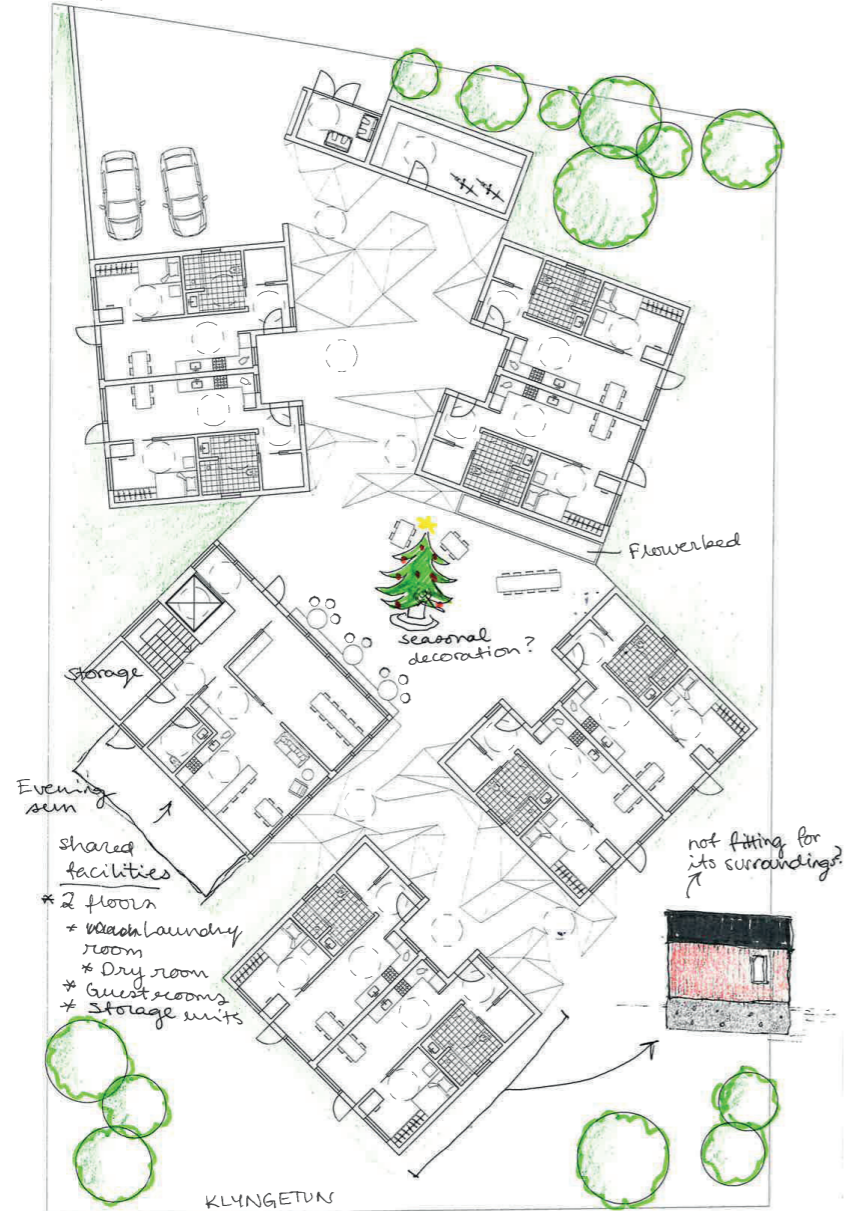 Flowerbed
seasonal
decoration?
Storage
Evening
sun
shared
facilities
* 2 floors
* Laundry
room
* Dry room
* Guestrooms
* Storage units
not fitting for
its surroundings?
KLYNGETUN